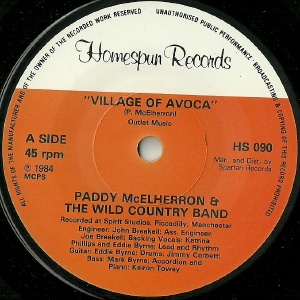 ALL RIGHTS OF THE MANUFACTURER AND OF THE OWNER OF THE RECORDED WORK RESERVED
UNAUTHORISED PUBLIC PERFORMANCE, BROADCASTING & COPYING OF THIS RECORD PROHIBITED
Homespun Records
"VILLAGE OF AVOCA"
(P. McElherron)
Outlet Music
A SIDE
45 rpm
℗ 1984
MCPS
HS 090
Man. and Dist. by
Spartan Records
PADDY McELHERRON &
THE WILD COUNTRY BAND
Recorded at Spirit Studios, Picadilly, Manchester
Engineer: John Breakell; Ass. Engineer:
Joe Breakell; Backing Vocals: Katrina
Phillips and Eddie Byrne; Lead and Rhythm
Guitar: Eddie Byrne; Drums: Jimmy Corbett;
Bass: Mark Byrne; Accordion and
Piano; Keiron Towey